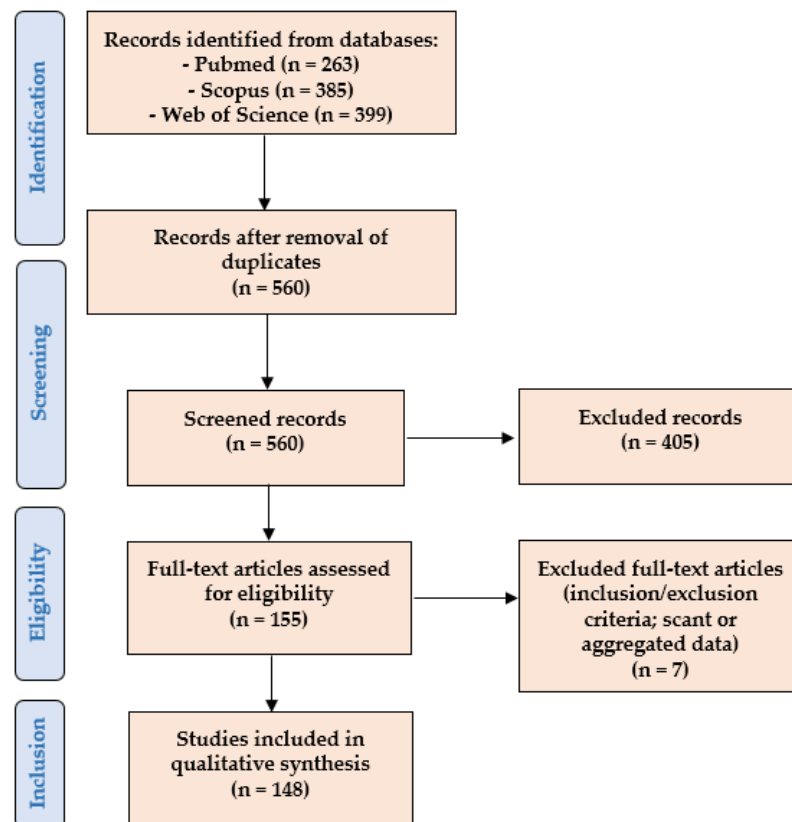 Identification
Records identified from databases:
- Pubmed (n = 263)
- Scopus (n = 385)
- Web of Science (n = 399)
Records after removal of
duplicates
(n = 560)
Screening
Screened records
(n = 560)
Excluded records
(n = 405)
Eligibility
Full-text articles assessed
for eligibility
(n = 155)
Excluded full-text articles
(inclusion/exclusion
criteria; scant or
aggregated data)
(n = 7)
Inclusion
Studies included in
qualitative synthesis
(n = 148)